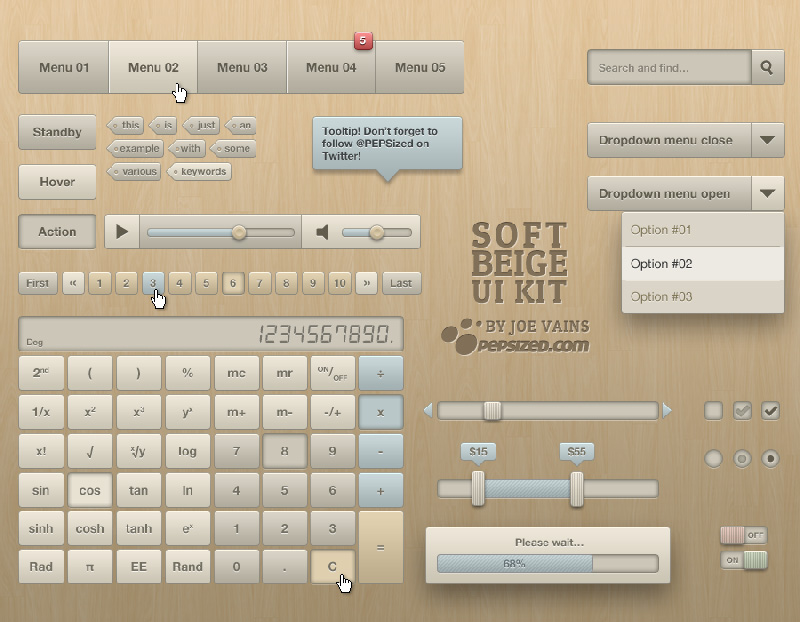 5
Menu 01 Menu 02 Menu 03 Menu 04 Menu 05
Search and find...
Standby
this is just an
example with some
various keywords
Tooltip! Don't forget to
follow @PEPSized on
Twitter!
Dropdown menu close
Hover
Dropdown menu open
Option #01
Option #02
Option #03
Action
SOFT
BEIGE
UI KIT
BY JOE VAINS
PEPSIZED.COM
First « 1 2 3 4 5 6 7 8 9 10 » Last
Deg 1234567890.
2nd ( ) % mc mr ON/OFF ÷
1/x x² x³ yˣ m+ m- -/+ x
x! √ ˣ√y log 7 8 9 -
sin cos tan ln 4 5 6 +
sinh cosh tanh eˣ 1 2 3 =
Rad π EE Rand 0 . C
$15 $55
Please wait...
68%
OFF
ON